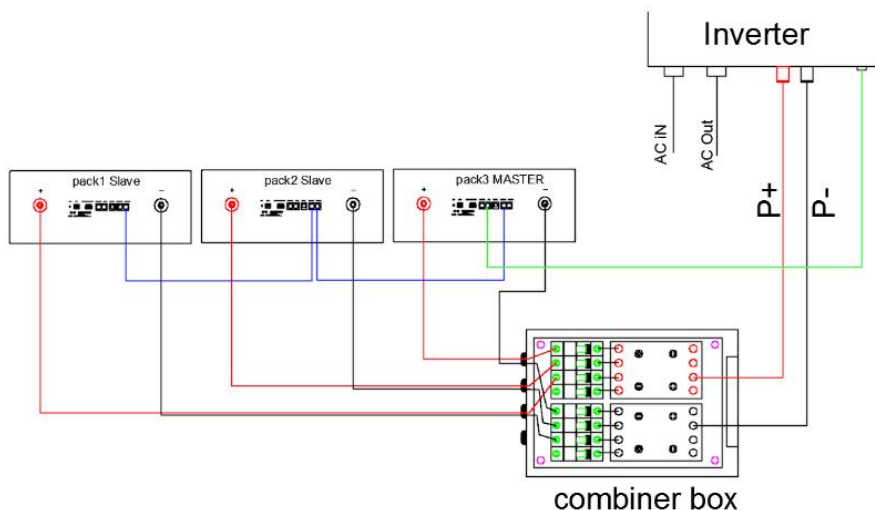 Inverter
AC iN
AC Out
P+
P-
pack1 Slave
+
−
pack2 Slave
+
−
pack3 MASTER
+
−
combiner box